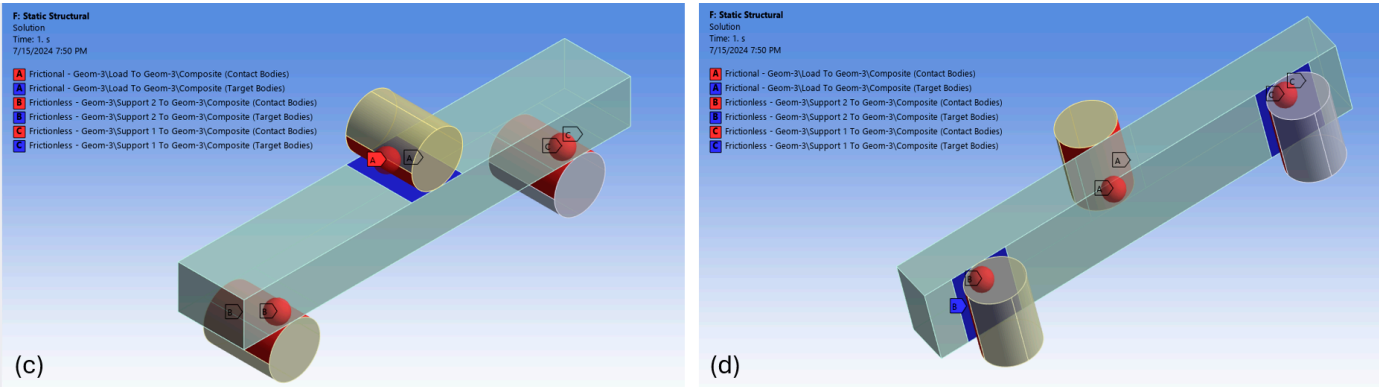 F: Static Structural
Solution
Time: 1. s
7/15/2024 7:50 PM
A Frictional - Geom-3\Load To Geom-3\Composite (Contact Bodies)
A Frictional - Geom-3\Load To Geom-3\Composite (Target Bodies)
B Frictionless - Geom-3\Support 2 To Geom-3\Composite (Contact Bodies)
B Frictionless - Geom-3\Support 2 To Geom-3\Composite (Target Bodies)
C Frictionless - Geom-3\Support 1 To Geom-3\Composite (Contact Bodies)
C Frictionless - Geom-3\Support 1 To Geom-3\Composite (Target Bodies)
A
A
C
C
B
B
(c)
F: Static Structural
Solution
Time: 1. s
7/15/2024 7:50 PM
A Frictional - Geom-3\Load To Geom-3\Composite (Contact Bodies)
A Frictional - Geom-3\Load To Geom-3\Composite (Target Bodies)
B Frictionless - Geom-3\Support 2 To Geom-3\Composite (Contact Bodies)
B Frictionless - Geom-3\Support 2 To Geom-3\Composite (Target Bodies)
C Frictionless - Geom-3\Support 1 To Geom-3\Composite (Contact Bodies)
C Frictionless - Geom-3\Support 1 To Geom-3\Composite (Target Bodies)
C
C
A
A
B
B
(d)